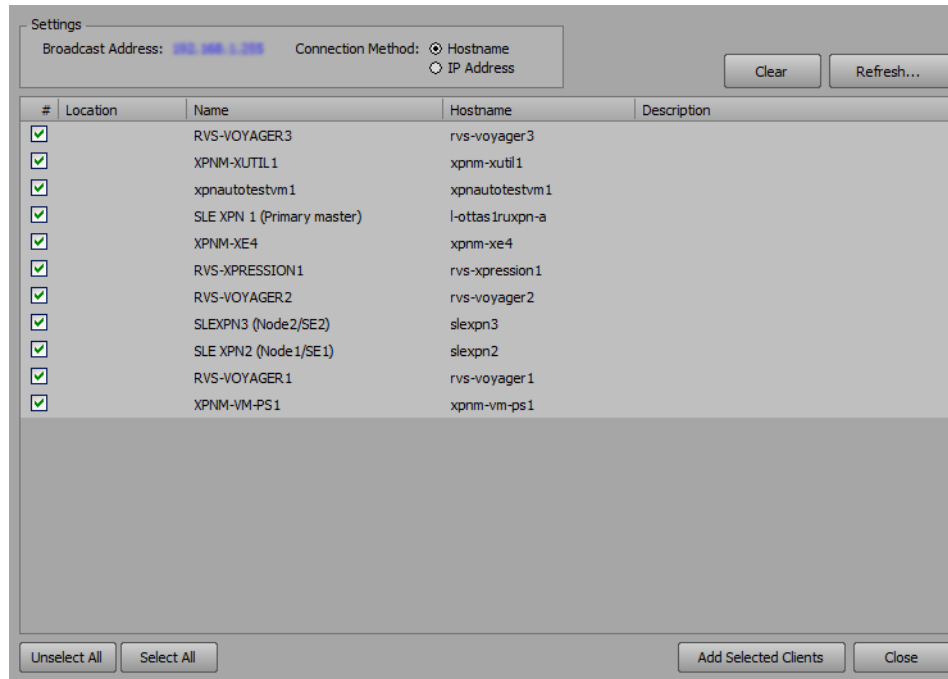 Settings
Broadcast Address: Connection Method: Hostname
IP Address
Clear Refresh...
# Location Name Hostname Description
RVS-VOYAGER3 rvs-voyager3
XPNM-XUTIL1 xpnm-xutil1
xpnautotestvm1 xpnautotestvm1
SLE XPN 1 (Primary master) l-ottas1ruxpn-a
XPNM-XE4 xpnm-xe4
RVS-XPRESSION1 rvs-xpression1
RVS-VOYAGER2 rvs-voyager2
SLEXPN3 (Node2/SE2) slexpn3
SLE XPN2 (Node1/SE1) slexpn2
RVS-VOYAGER1 rvs-voyager1
XPNM-VM-PS1 xpnm-vm-ps1
Unselect All Select All Add Selected Clients Close